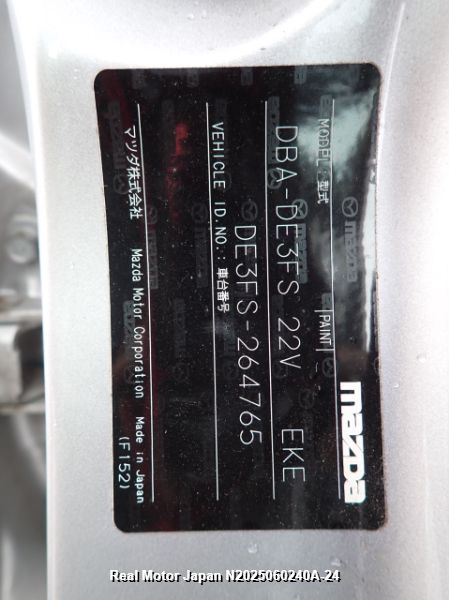 mazda
MODEL:型式 |PAINT|
DBA-DE3FS 22V EKE
VEHICLE ID.NO.:車台番号
DE3FS-264765
マツダ株式会社 Mazda Motor Corporation Made in Japan
(F152)
Real Motor Japan N2025060240A-24